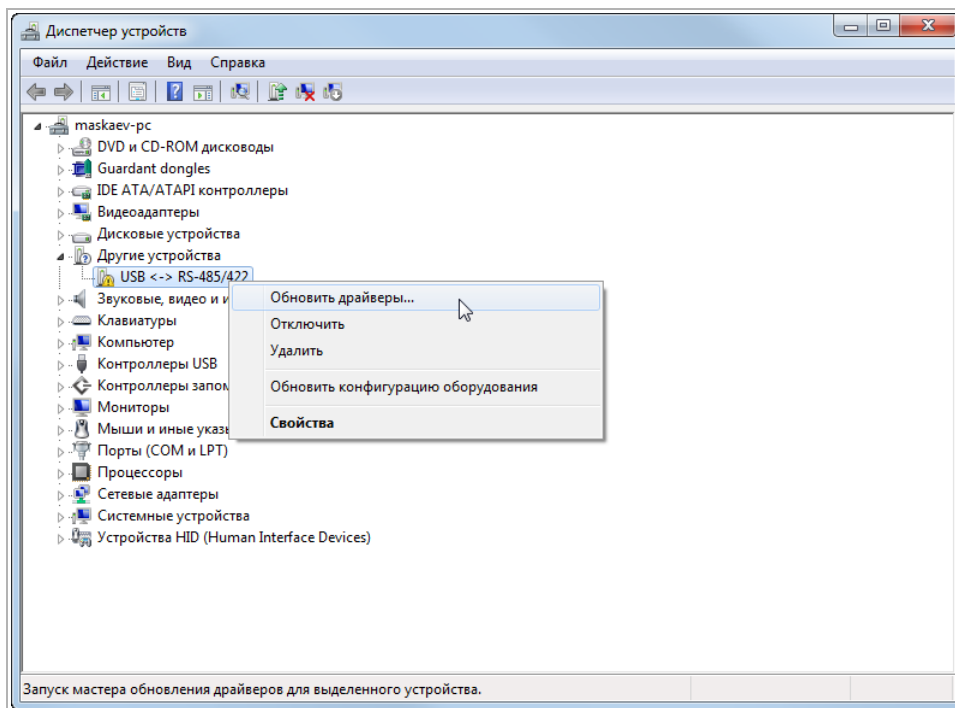 Диспетчер устройств
Файл Действие Вид Справка
maskaev-pc
DVD и CD-ROM дисководы
Guardant dongles
IDE ATA/ATAPI контроллеры
Видеоадаптеры
Дисковые устройства
Другие устройства
USB <-> RS-485/422
Звуковые, видео и и
Клавиатуры
Компьютер
Контроллеры USB
Контроллеры запом
Мониторы
Мыши и иные указы
Порты (COM и LPT)
Процессоры
Сетевые адаптеры
Системные устройства
Устройства HID (Human Interface Devices)
Обновить драйверы...
Отключить
Удалить
Обновить конфигурацию оборудования
Свойства
Запуск мастера обновления драйверов для выделенного устройства.